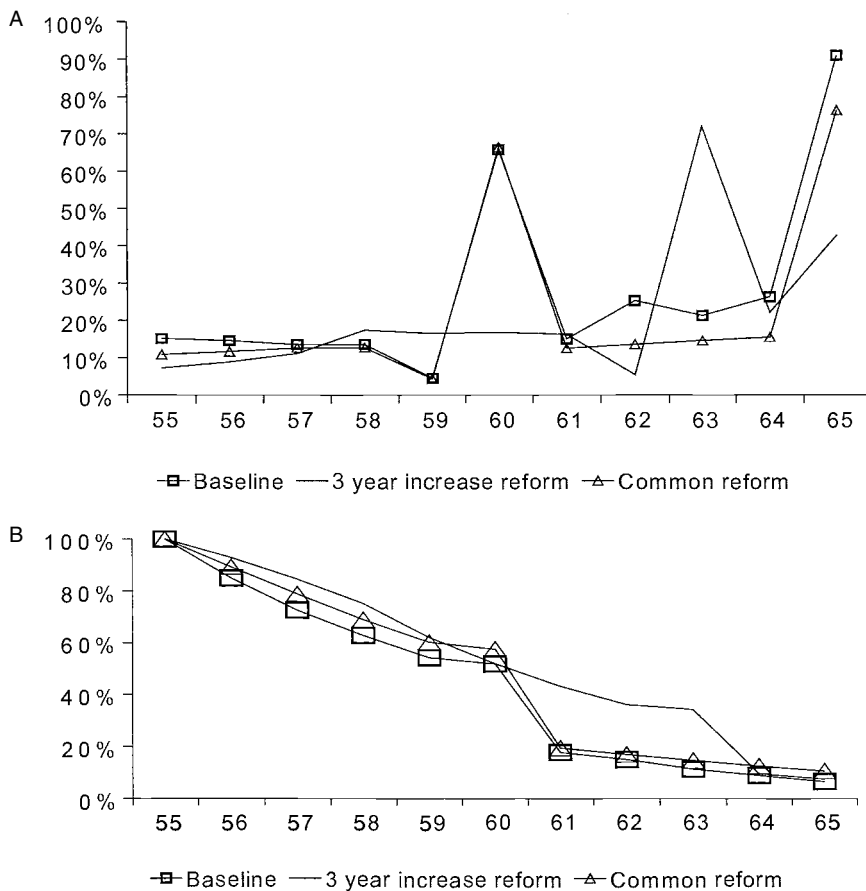 A
100%
90%
80%
70%
60%
50%
40%
30%
20%
10%
0%
55 56 57 58 59 60 61 62 63 64 65
Baseline 3 year increase reform Common reform
B
100%
80%
60%
40%
20%
0%
55 56 57 58 59 60 61 62 63 64 65
Baseline 3 year increase reform Common reform